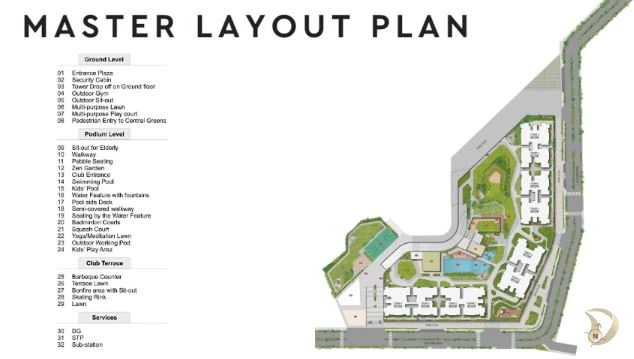 MASTER LAYOUT PLAN
Ground Level
01 Entrance Plaza
02 Security Cabin
03 Tower Drop off on Ground floor
04 Outdoor Gym
05 Outdoor Sit-out
06 Multi-purpose Lawn
07 Multi-purpose Play court
08 Pedestrian Entry to Central Greens
Podium Level
09 Sit-out for Elderly
10 Walkway
11 Pebble Seating
12 Zen Garden
13 Club Entrance
14 Swimming Pool
15 Kids' Pool
16 Water Feature with fountains
17 Pool side Deck
18 Semi-covered walkway
19 Seating by the Water Feature
20 Badminton Courts
21 Squash Court
22 Yoga/Meditation Lawn
23 Outdoor Working Pod
24 Kids' Play Area
Club Terrace
25 Barbeque Counter
26 Terrace Lawn
27 Bonfire area with Sit-out
28 Skating Rink
29 Lawn
Services
30 DG
31 STP
32 Sub-station
N